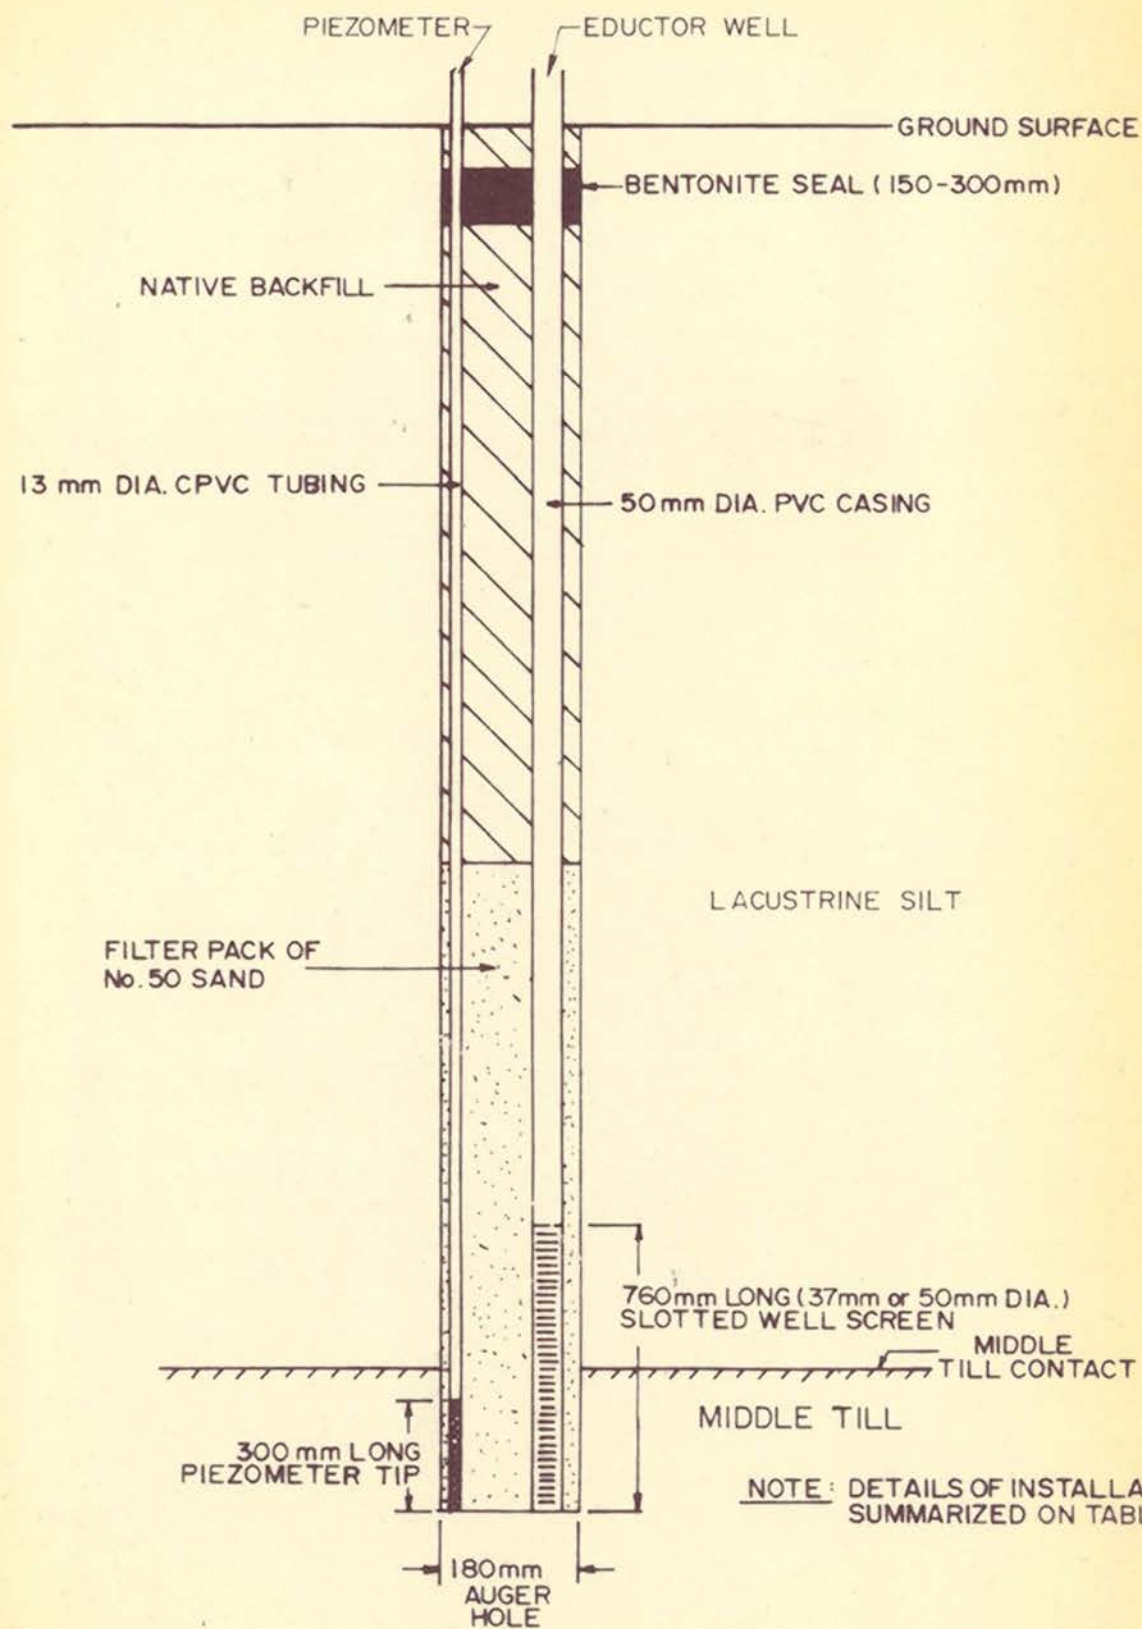 PIEZOMETER
EDUCTOR WELL
GROUND SURFACE
BENTONITE SEAL (150-300mm)
NATIVE BACKFILL
13 mm DIA. CPVC TUBING
50mm DIA. PVC CASING
LACUSTRINE SILT
FILTER PACK OF
No. 50 SAND
760mm LONG (37mm or 50mm DIA.)
SLOTTED WELL SCREEN
MIDDLE
TILL CONTACT
MIDDLE TILL
300 mm LONG
PIEZOMETER TIP
NOTE: DETAILS OF
SUMMARIZED ON
180mm
AUGER
HOLE